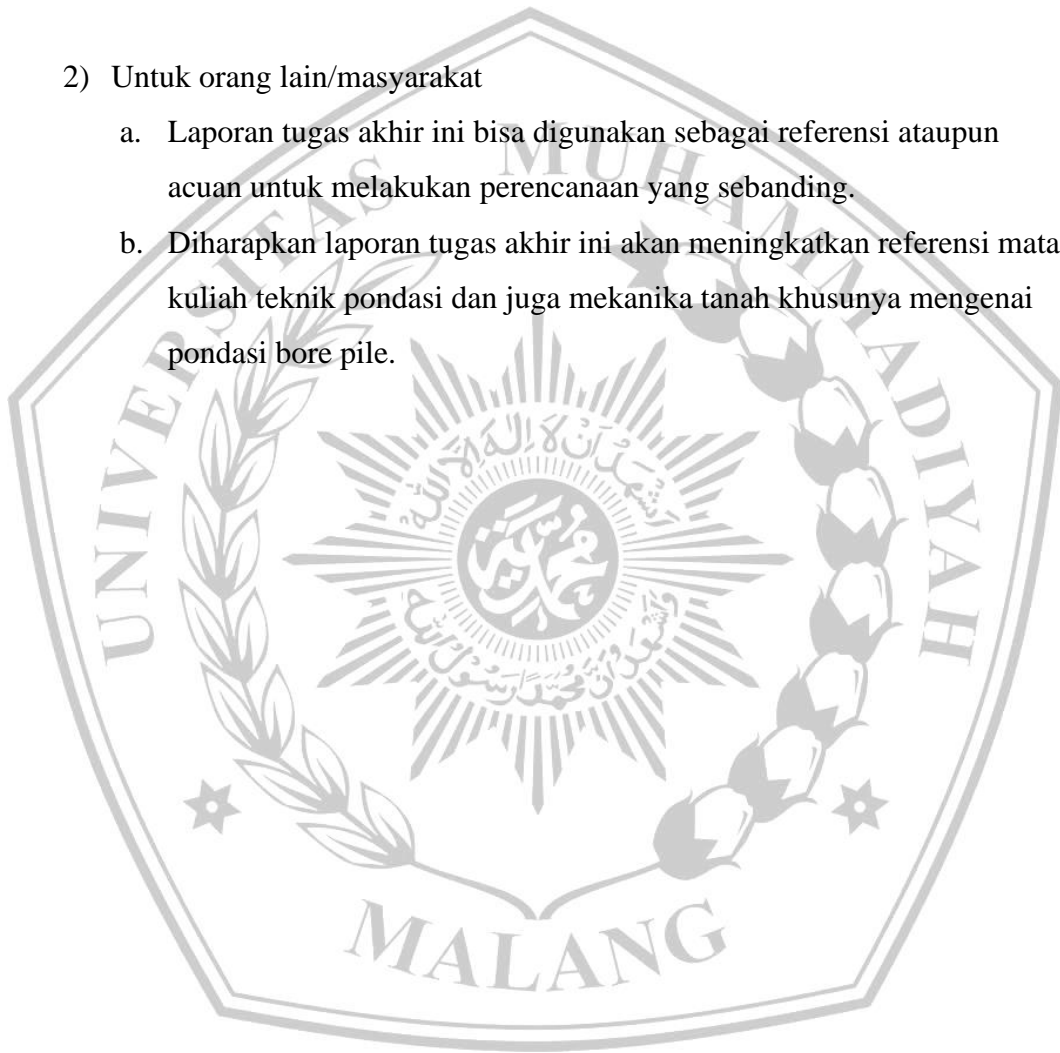 2) Untuk orang lain/masyarakat
a. Laporan tugas akhir ini bisa digunakan sebagai referensi ataupun
acuan untuk melakukan perencanaan yang sebanding.
b. Diharapkan laporan tugas akhir ini akan meningkatkan referensi mata
kuliah teknik pondasi dan juga mekanika tanah khusunya mengenai
pondasi bore pile.
UNIVERSITAS MUHAMMADIYAH
MALANG